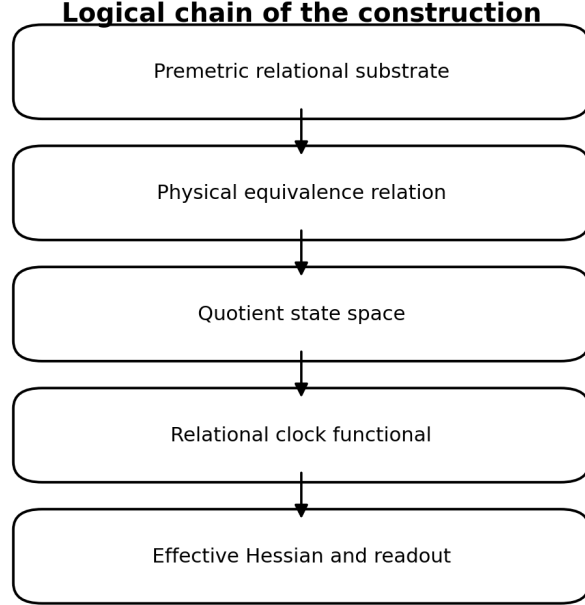 Logical chain of the construction
Premetric relational substrate
Physical equivalence relation
Quotient state space
Relational clock functional
Effective Hessian and readout